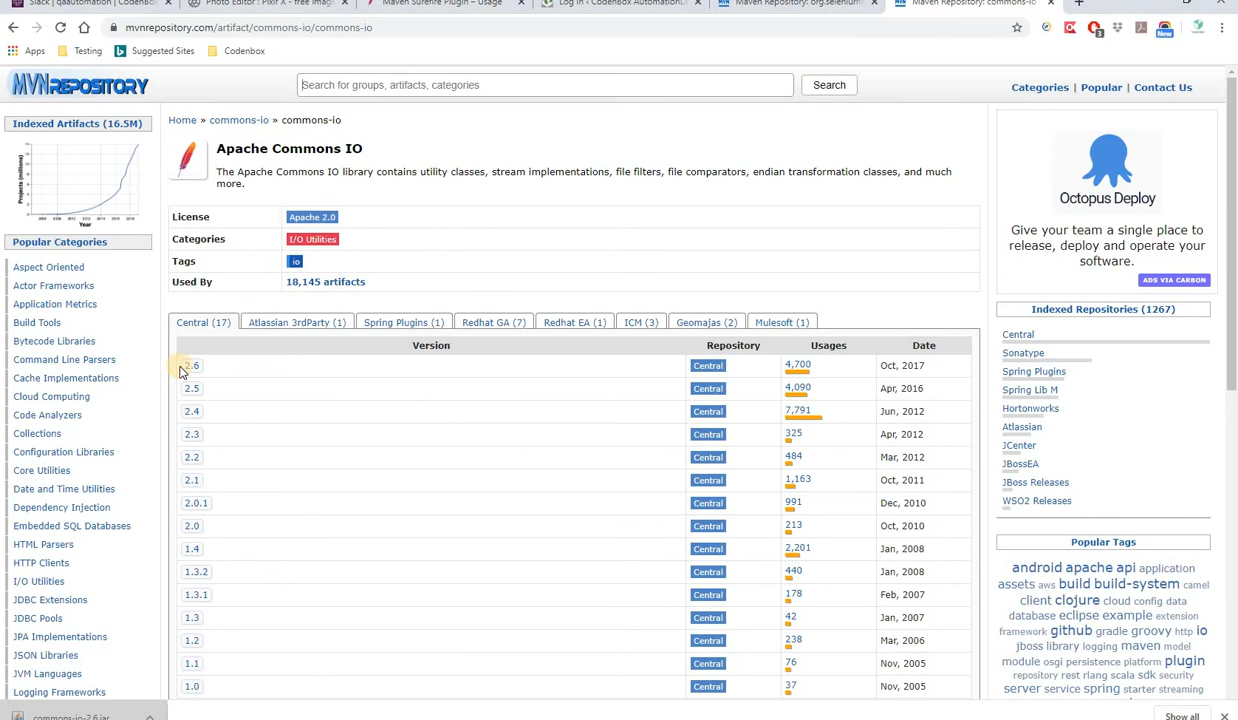 Slack | qaautomation | CodenBox
Photo Editor : Pixlr X - free imag
Maven Surefire Plugin – Usage
Log In ‹ CodenBox AutomationL
Maven Repository: org.seleniun
Maven Repository: commons-io
mvnrepository.com/artifact/commons-io/commons-io
Apps Testing Suggested Sites Codenbox
MVNREPOSITORY
Search for groups, artifacts, categories
Search
Categories | Popular | Contact Us
Indexed Artifacts (16.5M)
Projects (millions)
Year
Popular Categories
Aspect Oriented
Actor Frameworks
Application Metrics
Build Tools
Bytecode Libraries
Command Line Parsers
Cache Implementations
Cloud Computing
Code Analyzers
Collections
Configuration Libraries
Core Utilities
Date and Time Utilities
Dependency Injection
Embedded SQL Databases
HTML Parsers
HTTP Clients
I/O Utilities
JDBC Extensions
JDBC Pools
JPA Implementations
JSON Libraries
JVM Languages
Logging Frameworks
Home » commons-io » commons-io
Apache Commons IO
The Apache Commons IO library contains utility classes, stream implementations, file filters, file comparators, endian transformation classes, and much
more.
License Apache 2.0
Categories I/O Utilities
Tags io
Used By 18,145 artifacts
Central (17) Atlassian 3rdParty (1) Spring Plugins (1) Redhat GA (7) Redhat EA (1) ICM (3) Geomajas (2) Mulesoft (1)
Version Repository Usages Date
2.6 Central 4,700 Oct, 2017
2.5 Central 4,090 Apr, 2016
2.4 Central 7,791 Jun, 2012
2.3 Central 325 Apr, 2012
2.2 Central 484 Mar, 2012
2.1 Central 1,163 Oct, 2011
2.0.1 Central 991 Dec, 2010
2.0 Central 213 Oct, 2010
1.4 Central 2,201 Jan, 2008
1.3.2 Central 440 Jan, 2008
1.3.1 Central 178 Feb, 2007
1.3 Central 42 Jan, 2007
1.2 Central 238 Mar, 2006
1.1 Central 76 Nov, 2005
1.0 Central 37 Nov, 2005
Octopus Deploy
Give your team a single place to
release, deploy and operate your
software.
ADS VIA CARBON
Indexed Repositories (1267)
Central
Sonatype
Spring Plugins
Spring Lib M
Hortonworks
Atlassian
JCenter
JBossEA
JBoss Releases
WSO2 Releases
Popular Tags
android apache api application
assets aws build build-system camel
client clojure cloud config data
database eclipse example extension
framework github gradle groovy http io
jboss library logging maven model
module osgi persistence platform plugin
repository rest rlang scala sdk security
server service spring starter streaming
commons-io-2.6.jar
Show all